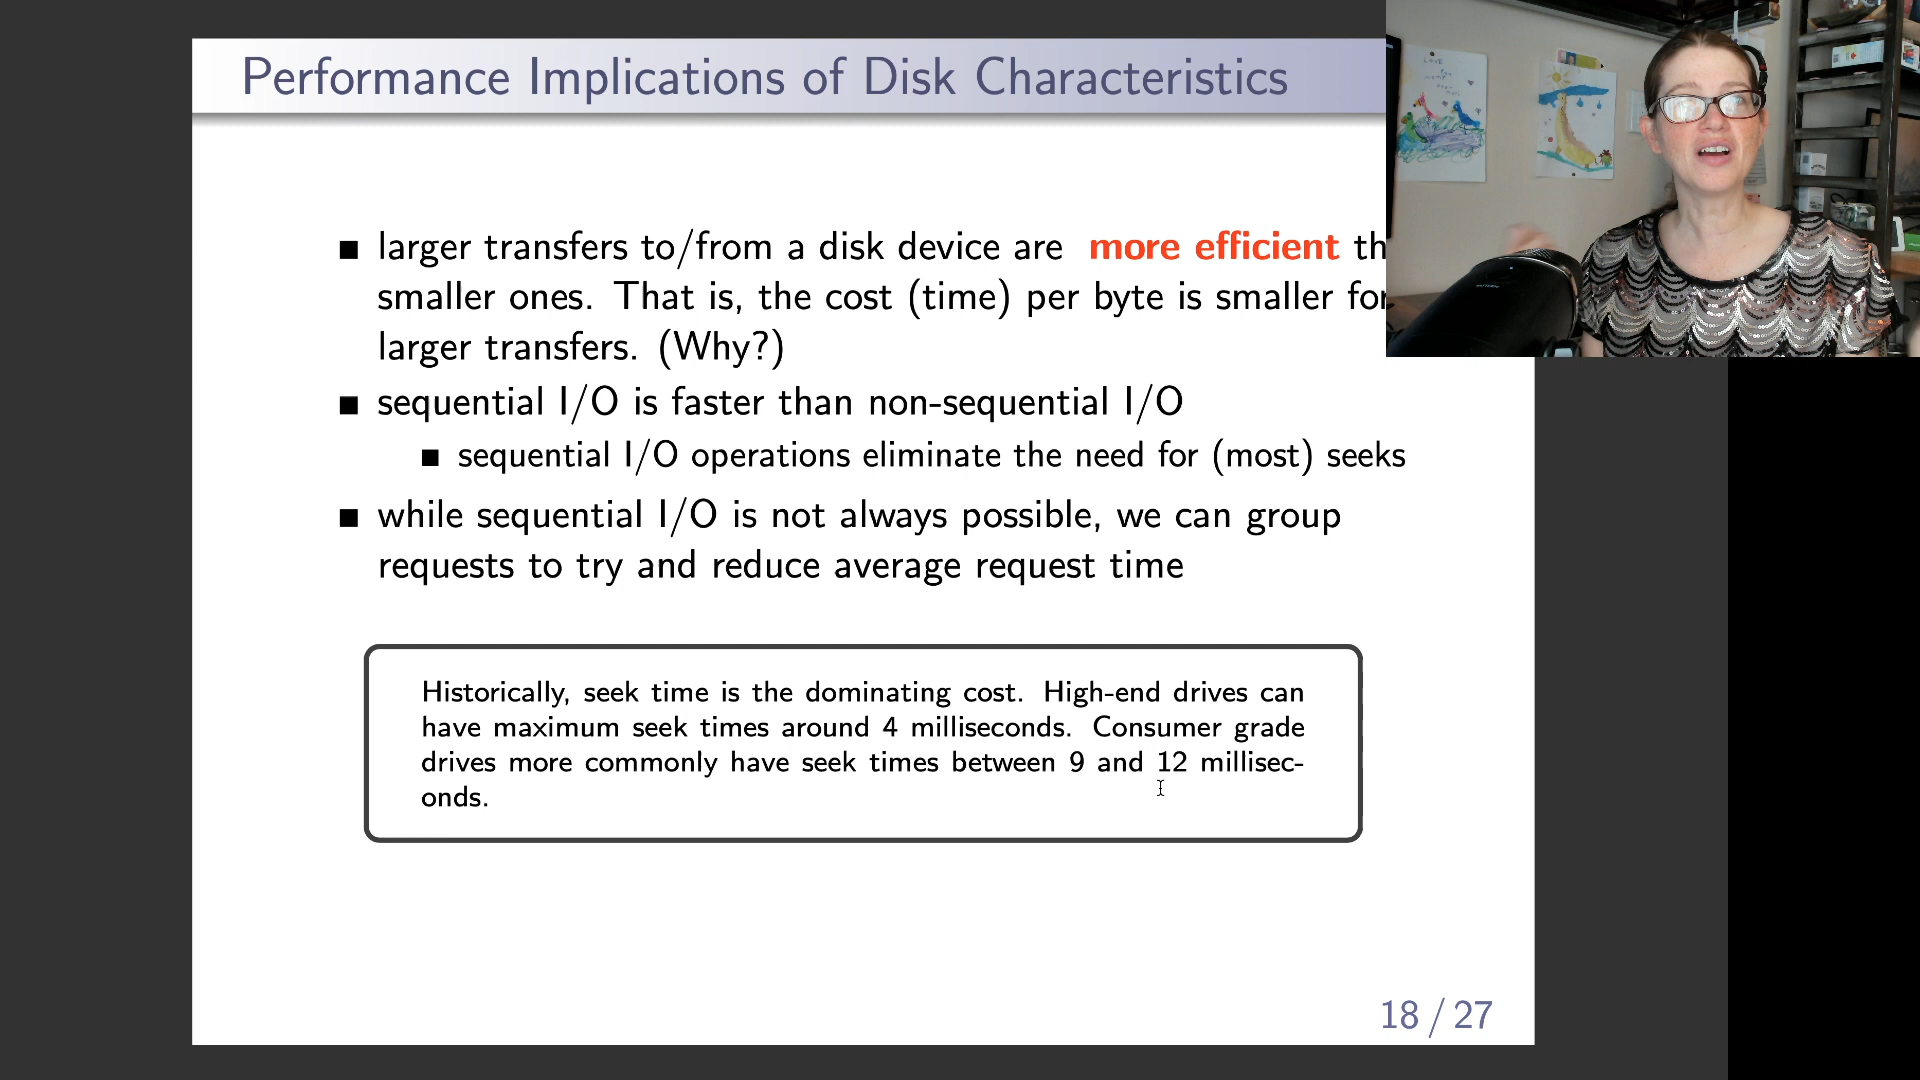 Performance Implications of Disk Characteristics
larger transfers to/from a disk device are more efficient th
smaller ones. That is, the cost (time) per byte is smaller for
larger transfers. (Why?)
sequential I/O is faster than non-sequential I/O
sequential I/O operations eliminate the need for (most) seeks
while sequential I/O is not always possible, we can group
requests to try and reduce average request time
Historically, seek time is the dominating cost. High-end drives can
have maximum seek times around 4 milliseconds. Consumer grade
drives more commonly have seek times between 9 and 12 millisec-
onds.
18 / 27